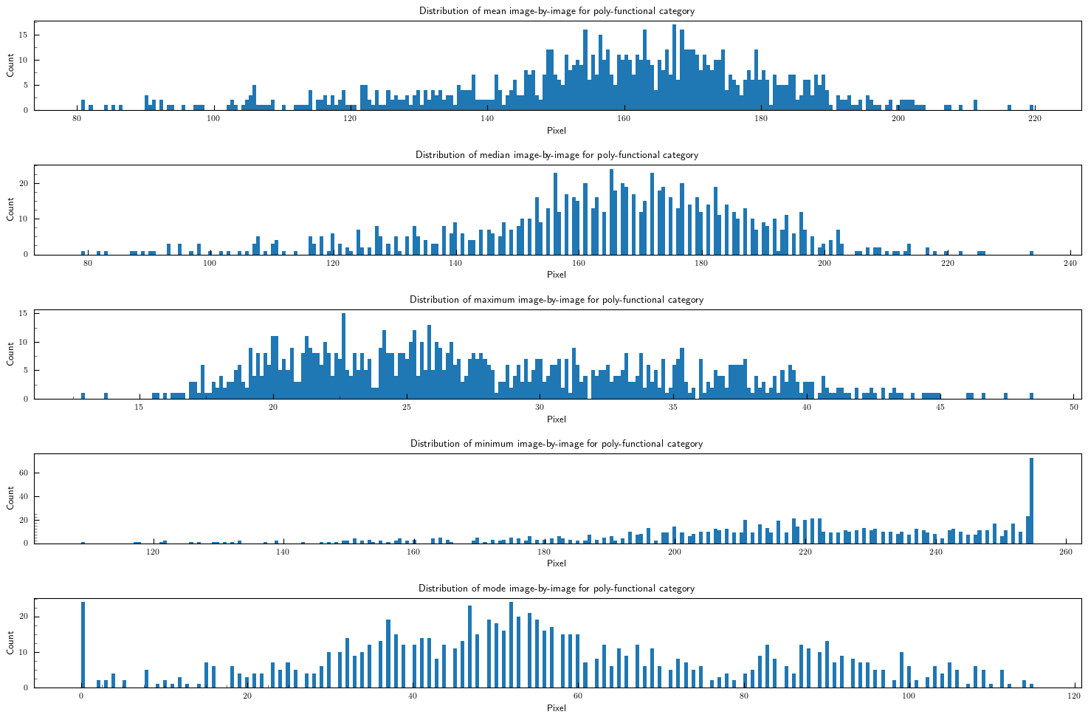 Distribution of mean image-by-image for poly-functional category
Count
15
10
5
0
80 100 120 140 160 180 200 220
Pixel
Distribution of median image-by-image for poly-functional category
Count
20
10
0
80 100 120 140 160 180 200 220 240
Pixel
Distribution of maximum image-by-image for poly-functional category
Count
15
10
5
0
15 20 25 30 35 40 45 50
Pixel
Distribution of minimum image-by-image for poly-functional category
Count
60
40
20
0
120 140 160 180 200 220 240 260
Pixel
Distribution of mode image-by-image for poly-functional category
Count
20
10
0
0 20 40 60 80 100 120
Pixel